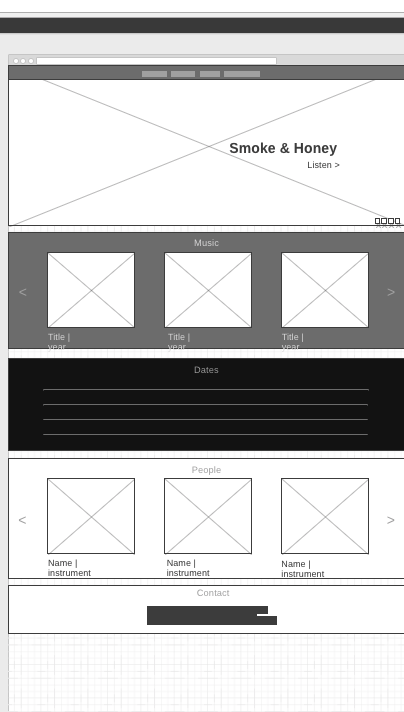 Smoke & Honey
Listen >
Music
< >
Title | Title | Title |
year year year
Dates
People
< >
Name | Name | Name |
instrument instrument instrument
Contact